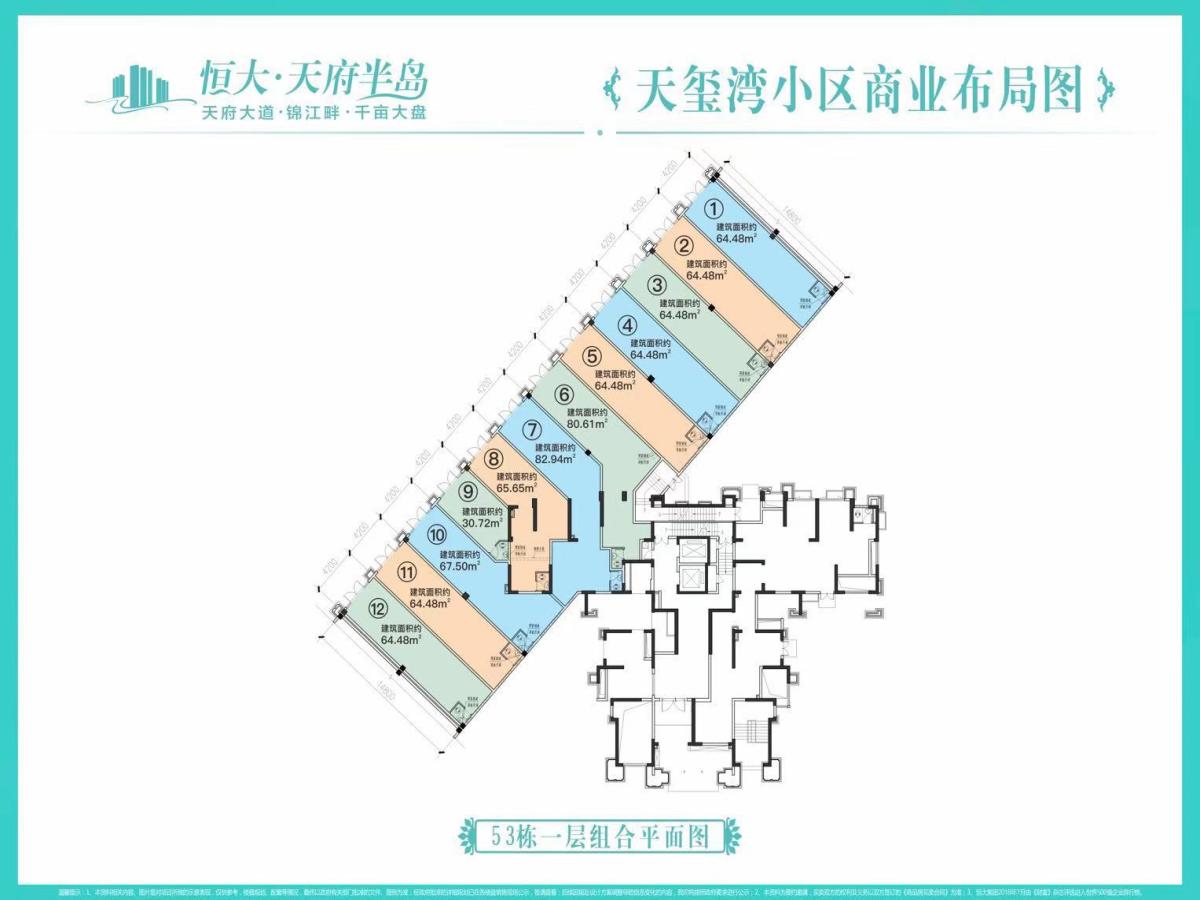 恒大·天府半岛
天府大道·锦江畔·千亩大盘
天玺湾小区商业布局图
4200
4200
4200
4200
4200
4200
4200
4200
4200
4200
4200
4200
14800
14800
①
建筑面积约
64.48m²
②
建筑面积约
64.48m²
③
建筑面积约
64.48m²
④
建筑面积约
64.48m²
⑤
建筑面积约
64.48m²
⑥
建筑面积约
80.61m²
⑦
建筑面积约
82.94m²
⑧
建筑面积约
65.65m²
⑨
建筑面积约
30.72m²
⑩
建筑面积约
67.50m²
⑪
建筑面积约
64.48m²
⑫
建筑面积约
64.48m²
53栋一层组合平面图